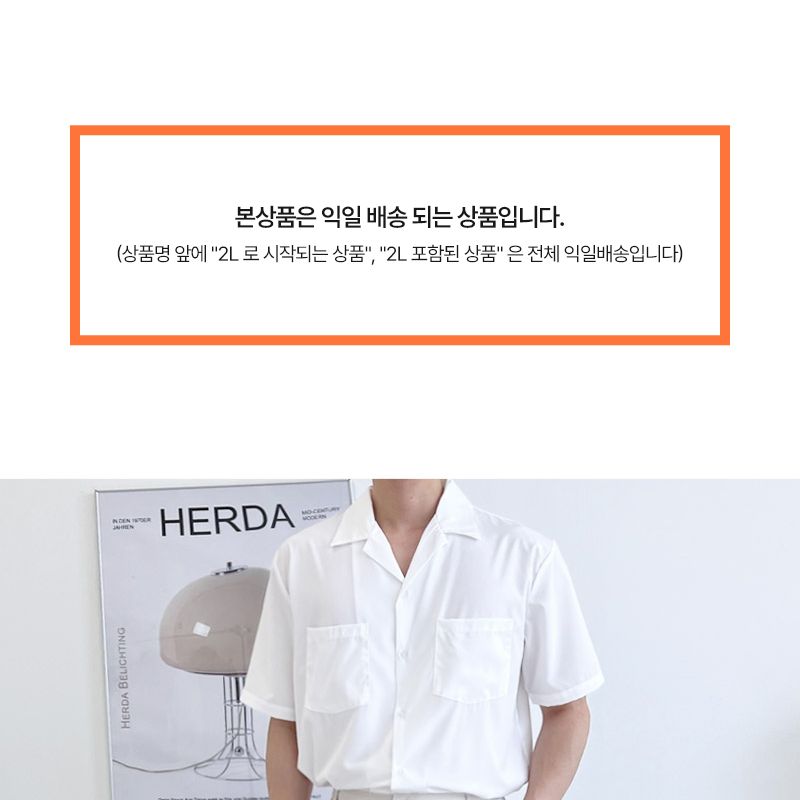 본상품은 익일 배송 되는 상품입니다.
(상품명 앞에 "2L 로 시작되는 상품", "2L 포함된 상품" 은 전체 익일배송입니다)
IN DEN 1970ER
JAHREN
HERDA
MID-CENTURY
MODERN
HERDA BELICHTING